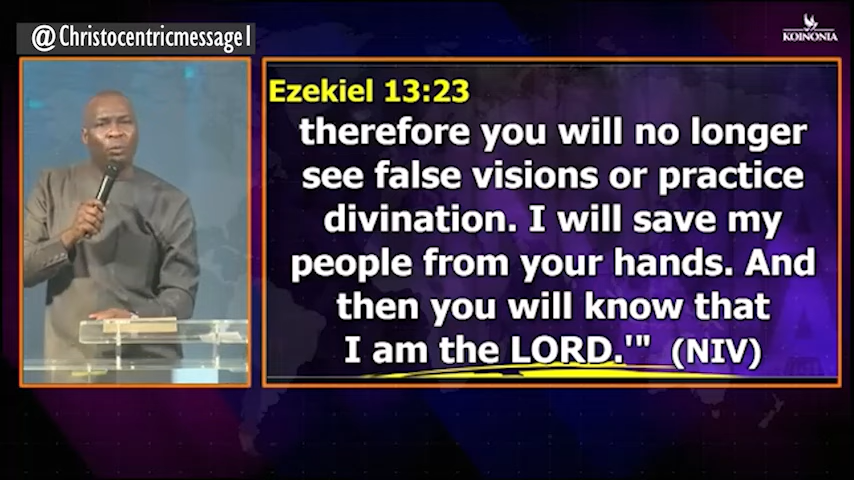 @Christocentricmessage1
KOINONIA
Ezekiel 13:23
therefore you will no longer
see false visions or practice
divination. I will save my
people from your hands. And
then you will know that
I am the LORD.'" (NIV)